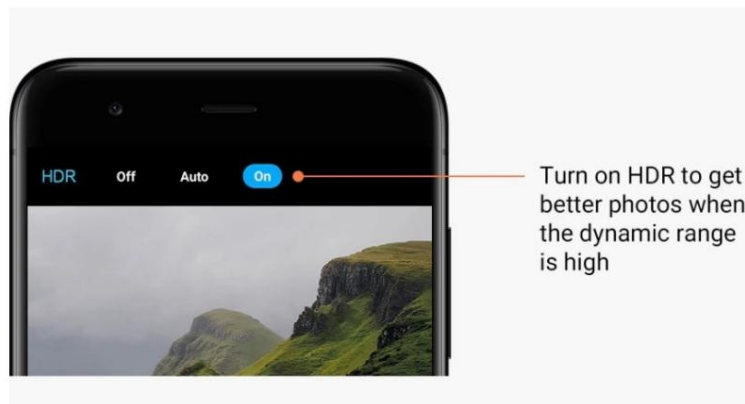 HDR Off Auto On
Turn on HDR to get
better photos when
the dynamic range
is high